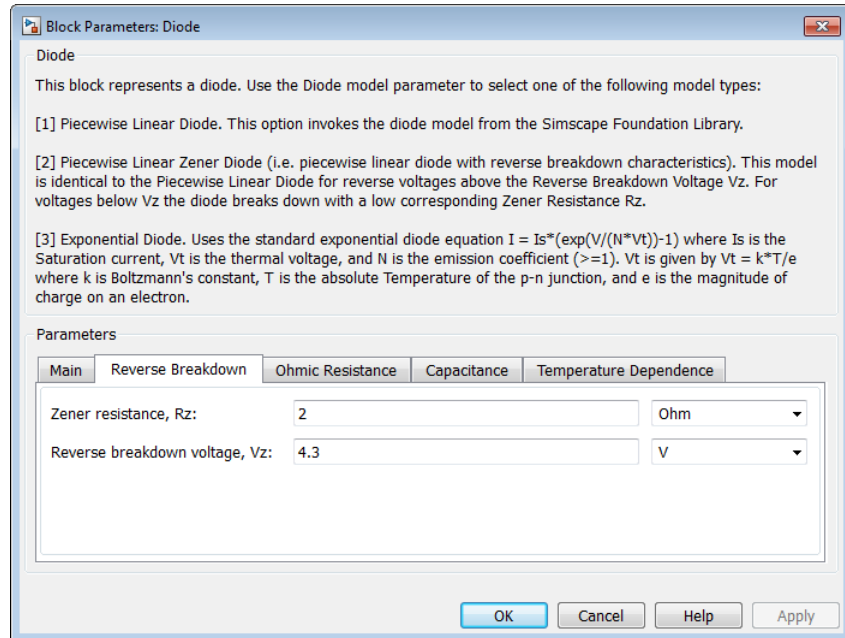 Block Parameters: Diode
Diode
This block represents a diode. Use the Diode model parameter to select one of the following model types:
[1] Piecewise Linear Diode. This option invokes the diode model from the Simscape Foundation Library.
[2] Piecewise Linear Zener Diode (i.e. piecewise linear diode with reverse breakdown characteristics). This model
is identical to the Piecewise Linear Diode for reverse voltages above the Reverse Breakdown Voltage Vz. For
voltages below Vz the diode breaks down with a low corresponding Zener Resistance Rz.
[3] Exponential Diode. Uses the standard exponential diode equation I = Is*(exp(V/(N*Vt))-1) where Is is the
Saturation current, Vt is the thermal voltage, and N is the emission coefficient (>=1). Vt is given by Vt = k*T/e
where k is Boltzmann's constant, T is the absolute Temperature of the p-n junction, and e is the magnitude of
charge on an electron.
Parameters
Main Reverse Breakdown Ohmic Resistance Capacitance Temperature Dependence
Zener resistance, Rz: 2 Ohm
Reverse breakdown voltage, Vz: 4.3 V
OK Cancel Help Apply